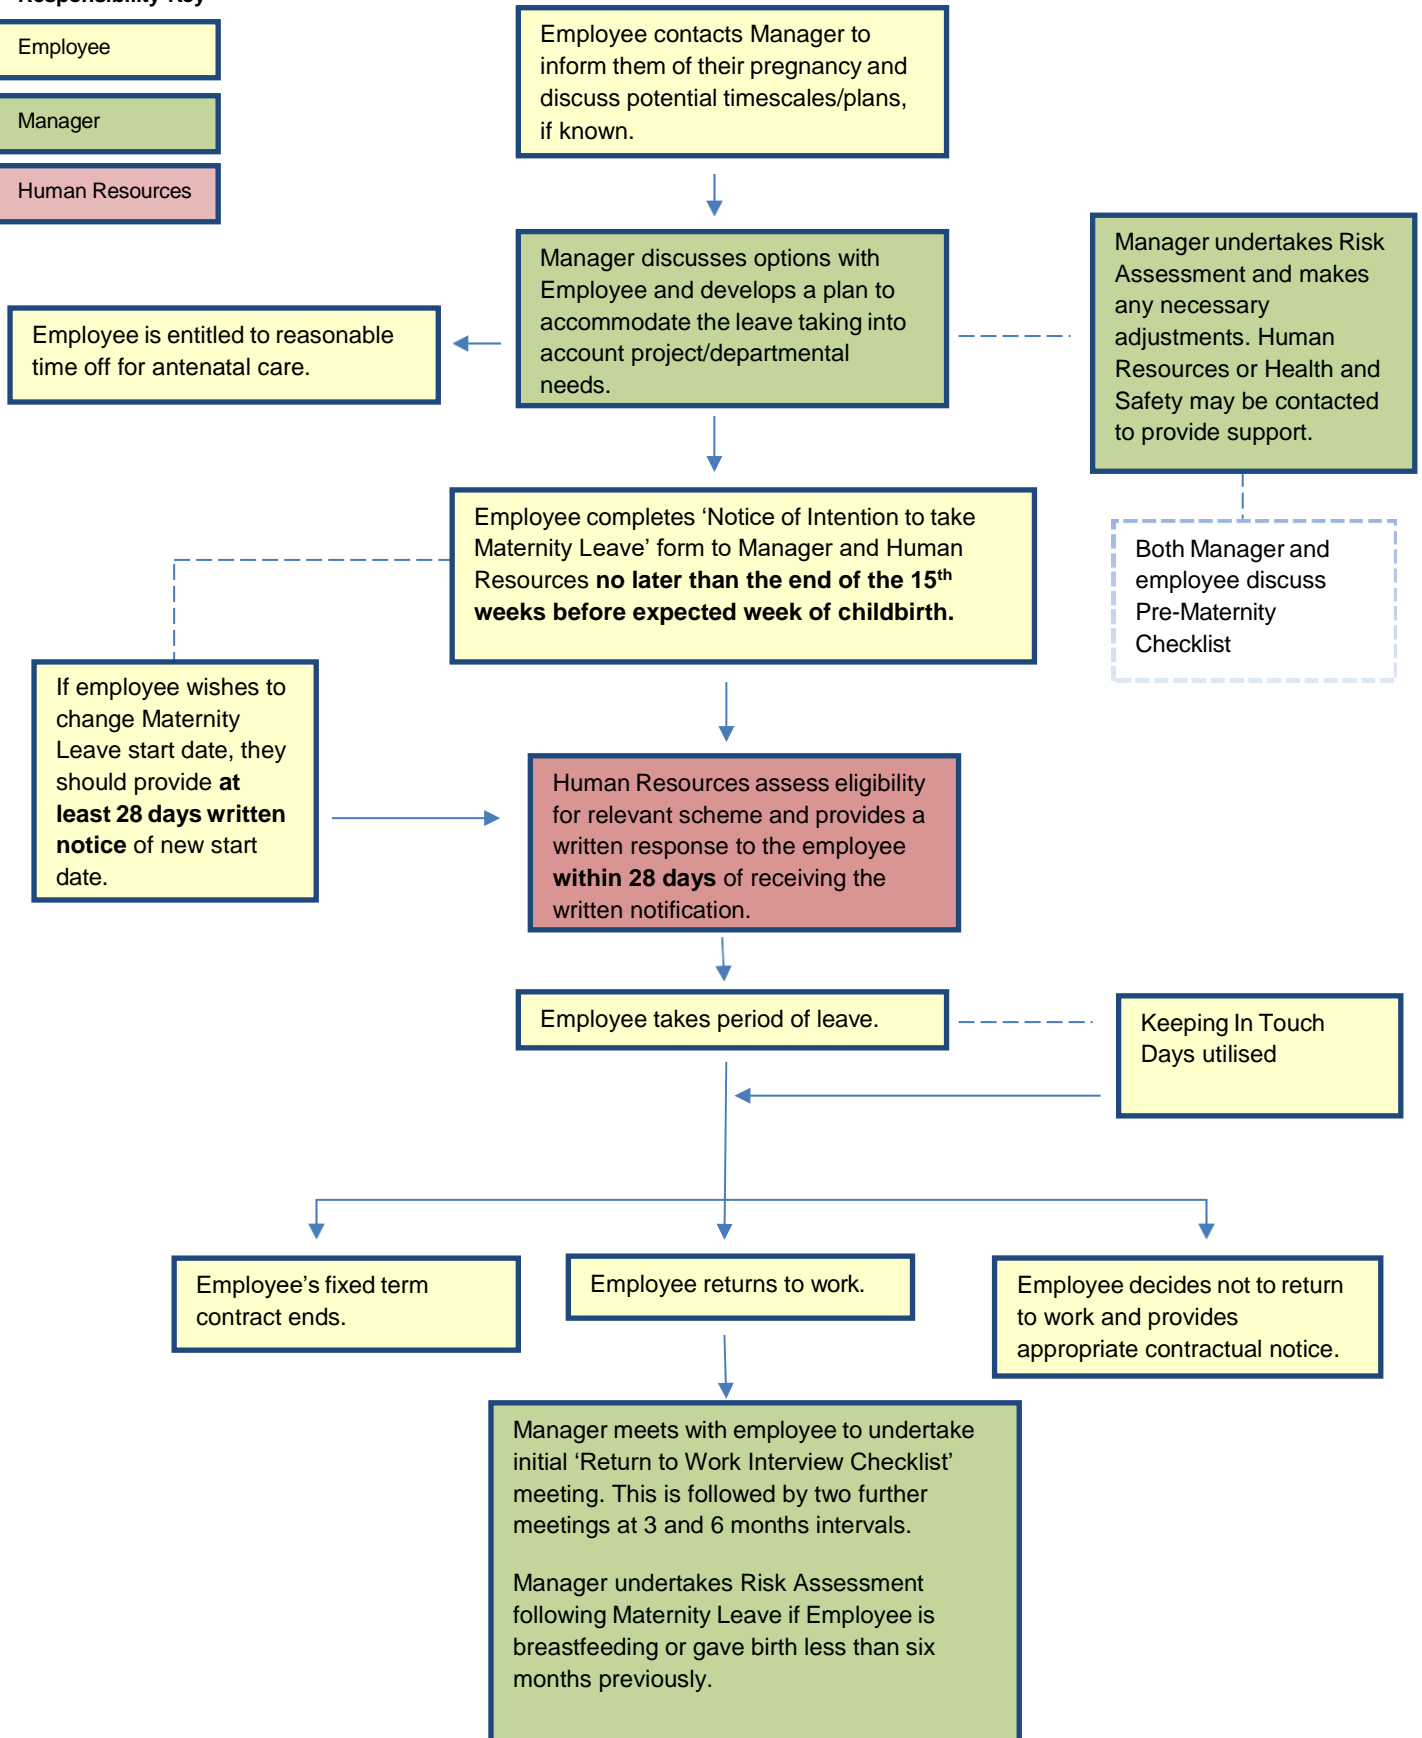 Responsibility Key
Employee
Manager
Human Resources
Employee contacts Manager to
inform them of their pregnancy and
discuss potential timescales/plans,
if known.
Manager discusses options with
Employee and develops a plan to
accommodate the leave taking into
account project/departmental
needs.
Manager undertakes Risk
Assessment and makes
any necessary
adjustments. Human
Resources or Health and
Safety may be contacted
to provide support.
Employee is entitled to reasonable
time off for antenatal care.
Employee completes ‘Notice of Intention to take
Maternity Leave’ form to Manager and Human
Resources no later than the end of the 15th
weeks before expected week of childbirth.
Both Manager and
employee discuss
Pre-Maternity
Checklist
If employee wishes to
change Maternity
Leave start date, they
should provide at
least 28 days written
notice of new start
date.
Human Resources assess eligibility
for relevant scheme and provides a
written response to the employee
within 28 days of receiving the
written notification.
Employee takes period of leave.
Keeping In Touch
Days utilised
Employee’s fixed term
contract ends.
Employee returns to work.
Employee decides not to return
to work and provides
appropriate contractual notice.
Manager meets with employee to undertake
initial ‘Return to Work Interview Checklist’
meeting. This is followed by two further
meetings at 3 and 6 months intervals.
Manager undertakes Risk Assessment
following Maternity Leave if Employee is
breastfeeding or gave birth less than six
months previously.